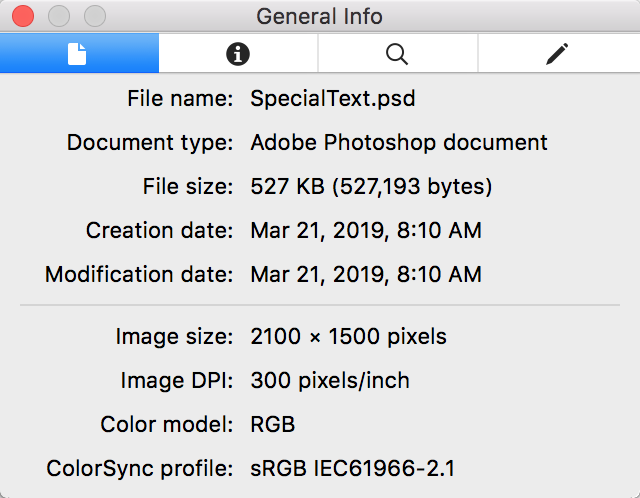 General Info
File name: SpecialText.psd
Document type: Adobe Photoshop document
File size: 527 KB (527,193 bytes)
Creation date: Mar 21, 2019, 8:10 AM
Modification date: Mar 21, 2019, 8:10 AM
Image size: 2100 × 1500 pixels
Image DPI: 300 pixels/inch
Color model: RGB
ColorSync profile: sRGB IEC61966-2.1